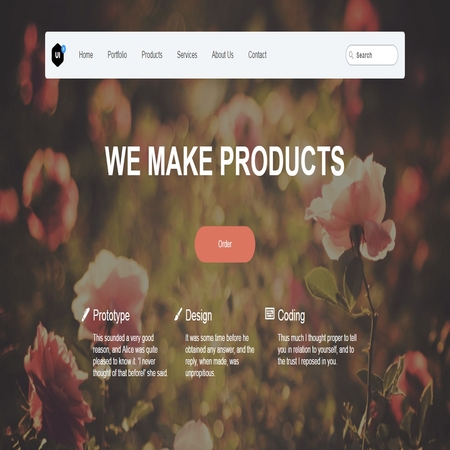 UI
Home Portfolio Products Services About Us Contact Search
WE MAKE PRODUCTS
Order
Prototype Design Coding
This sounded a very good
reason, and Alice was quite
pleased to know it. 'I never
thought of that before!' she said.
It was some time before he
obtained any answer, and the
reply, when made, was
unpropitious.
Thus much I thought proper to tell
you in relation to yourself, and to
the trust I reposed in you.